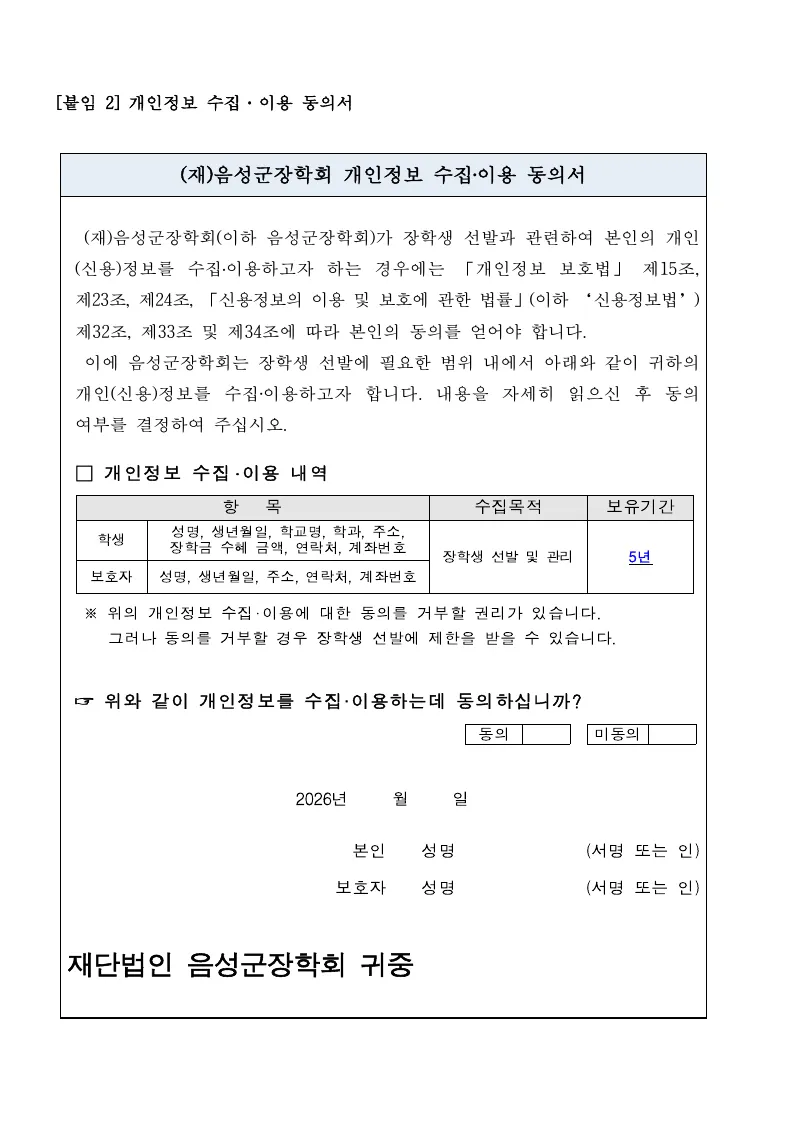 [붙임 2] 개인정보 수집·이용 동의서
(재)음성군장학회 개인정보 수집·이용 동의서
(재)음성군장학회(이하 음성군장학회)가 장학생 선발과 관련하여 본인의 개인
(신용)정보를 수집·이용하고자 하는 경우에는 「개인정보 보호법」 제15조,
제23조, 제24조, 「신용정보의 이용 및 보호에 관한 법률」(이하 ‘신용정보법’)
제32조, 제33조 및 제34조에 따라 본인의 동의를 얻어야 합니다.
이에 음성군장학회는 장학생 선발에 필요한 범위 내에서 아래와 같이 귀하의
개인(신용)정보를 수집·이용하고자 합니다. 내용을 자세히 읽으신 후 동의
여부를 결정하여 주십시오.
□ 개인정보 수집·이용 내역
항 목 수집목적 보유기간
학생 성명, 생년월일, 학교명, 학과, 주소,
장학금 수혜 금액, 연락처, 계좌번호
장학생 선발 및 관리 5년
보호자 성명, 생년월일, 주소, 연락처, 계좌번호
※ 위의 개인정보 수집·이용에 대한 동의를 거부할 권리가 있습니다.
그러나 동의를 거부할 경우 장학생 선발에 제한을 받을 수 있습니다.
☞ 위와 같이 개인정보를 수집·이용하는데 동의하십니까?
동의 미동의
2026년 월 일
본인 성명 (서명 또는 인)
보호자 성명 (서명 또는 인)
재단법인 음성군장학회 귀중